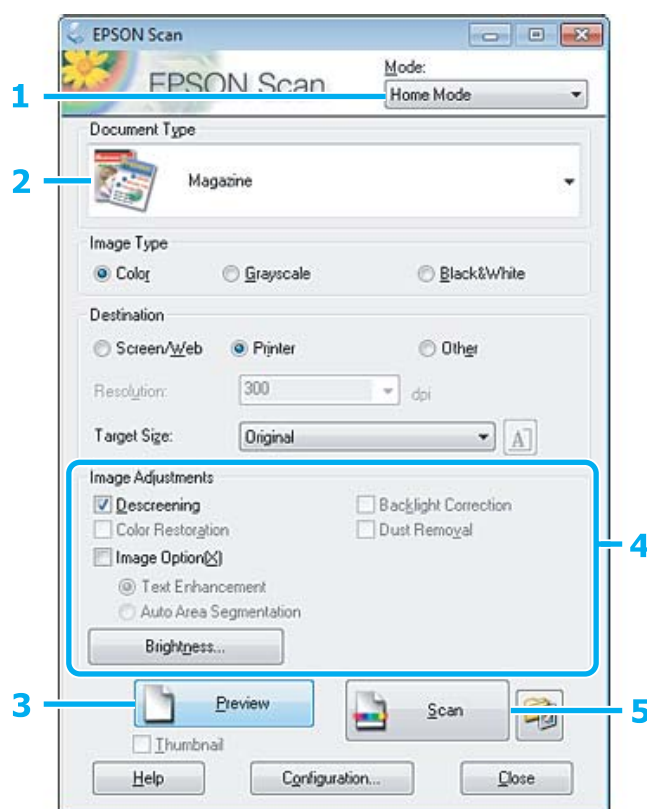 EPSON Scan
EPSON Scan
Mode:
1
Home Mode
Document Type
2
Magazine
Image Type
Color Grayscale Black&White
Destination
Screen/Web Printer Other
Resolution: 300 dpi
Target Size: Original A
Image Adjustments
Descreening Backlight Correction
Color Restoration Dust Removal
4
Image Option(X)
Text Enhancement
Auto Area Segmentation
Brightness...
3 Preview Scan 5
Thumbnail
Help Configuration... Close